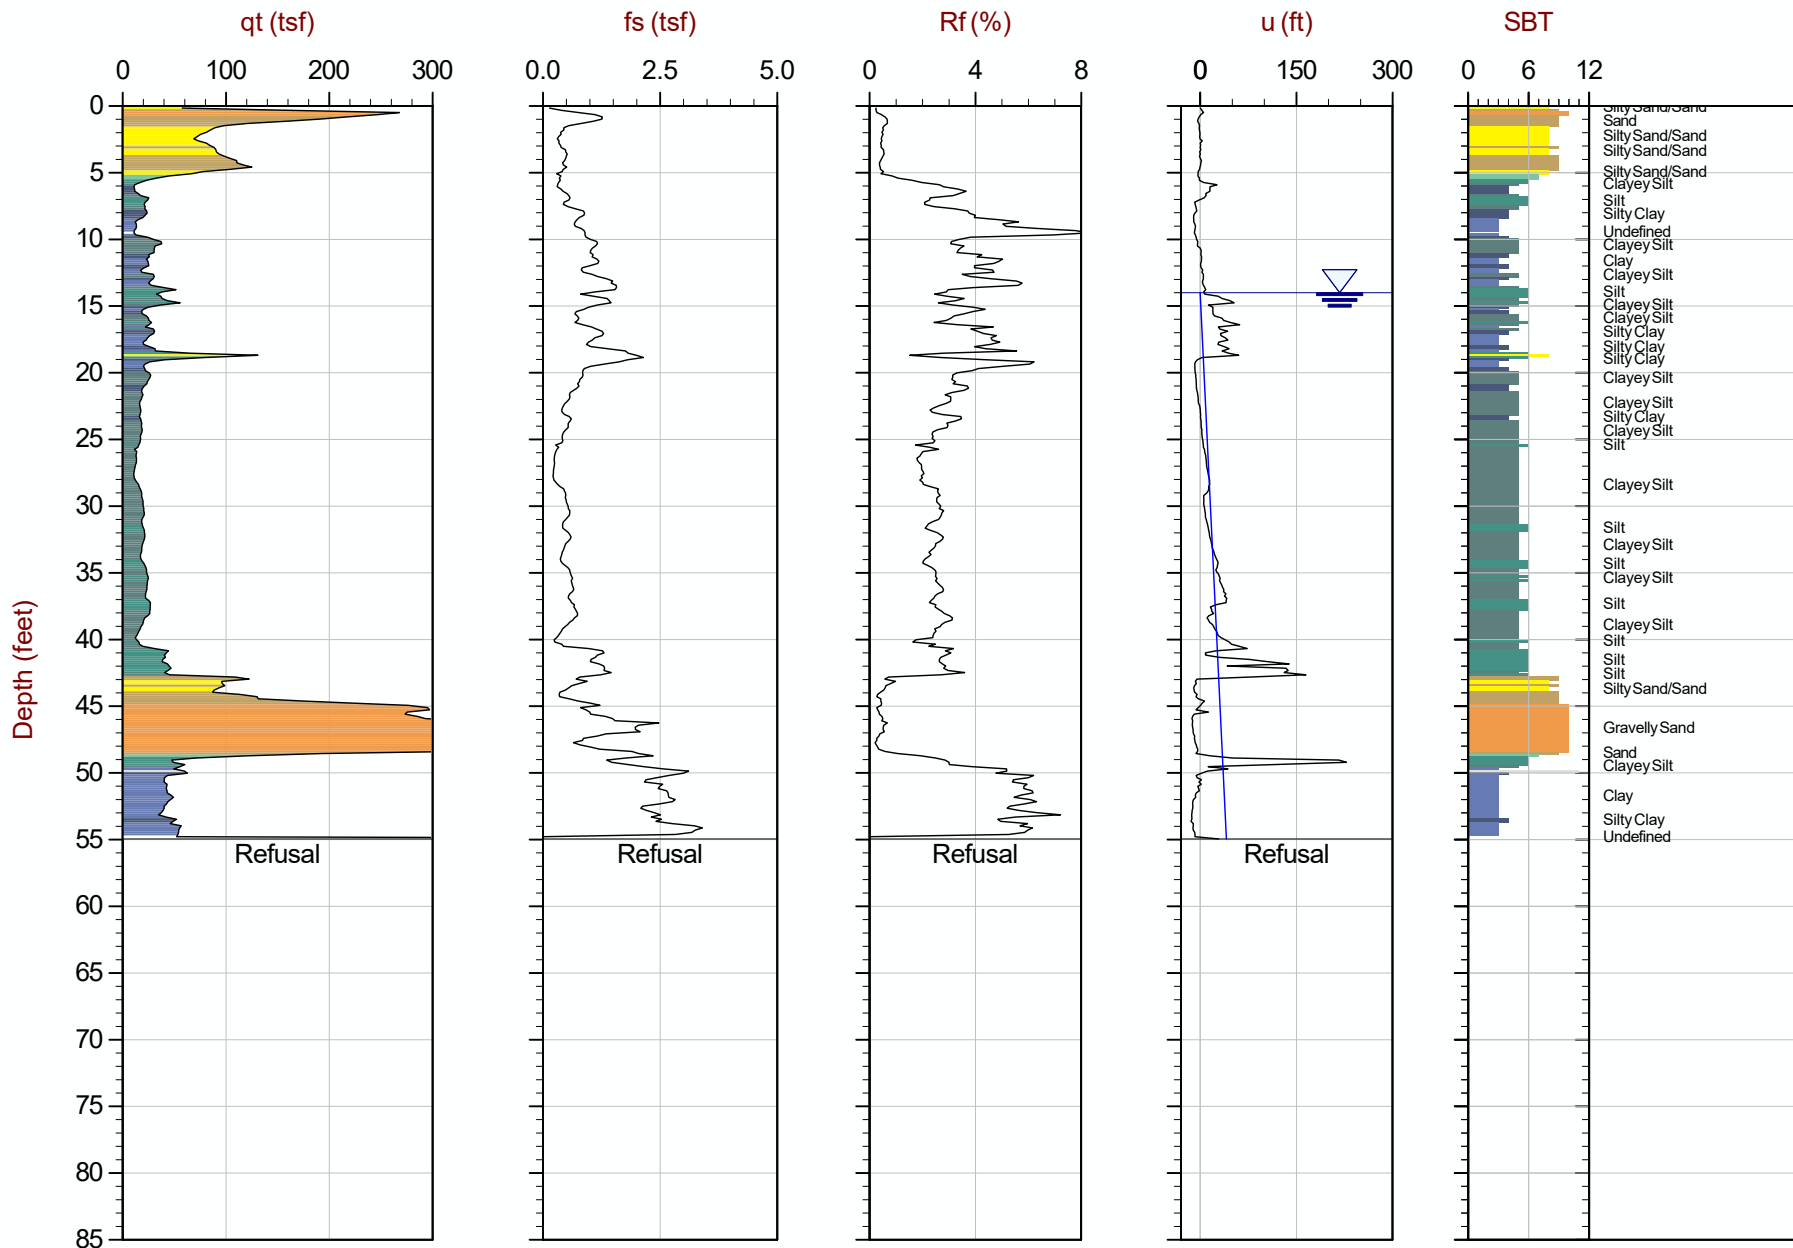 qt (tsf)
fs (tsf)
Rf (%)
u (ft)
SBT
0 100 200 300
0.0 2.5 5.0
0 4 8
0 150 300
0 6 12
Depth (feet)
0
5
10
15
20
25
30
35
40
45
50
55
60
65
70
75
80
85
Silty Sand/Sand
Sand
Silty Sand/Sand
Silty Sand/Sand
Silty Sand/Sand
Clayey Silt
Silt
Silty Clay
Undefined
Clayey Silt
Clay
Clayey Silt
Silt
Clayey Silt
Clayey Silt
Silty Clay
Silty Clay
Silty Clay
Clayey Silt
Clayey Silt
Silty Clay
Clayey Silt
Silt
Clayey Silt
Silt
Clayey Silt
Silt
Clayey Silt
Silt
Clayey Silt
Silt
Silt
Silt
Silty Sand/Sand
Gravelly Sand
Sand
Clayey Silt
Clay
Silty Clay
Undefined
Refusal
Refusal
Refusal
Refusal